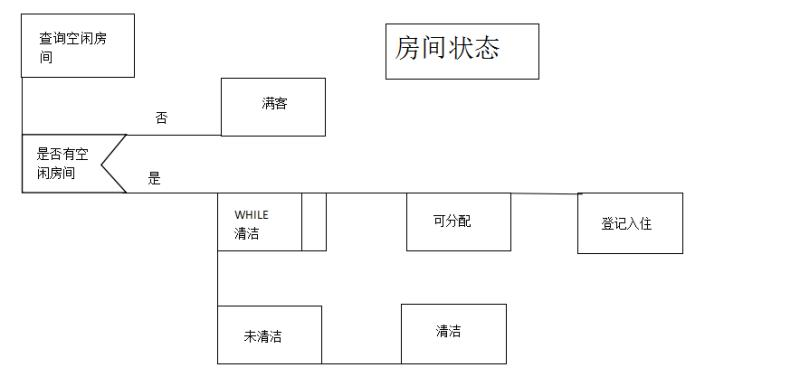 查询空闲房
间
房间状态
满客
否
是否有空
闲房间
是
WHILE
清洁
可分配
登记入住
未清洁
清洁